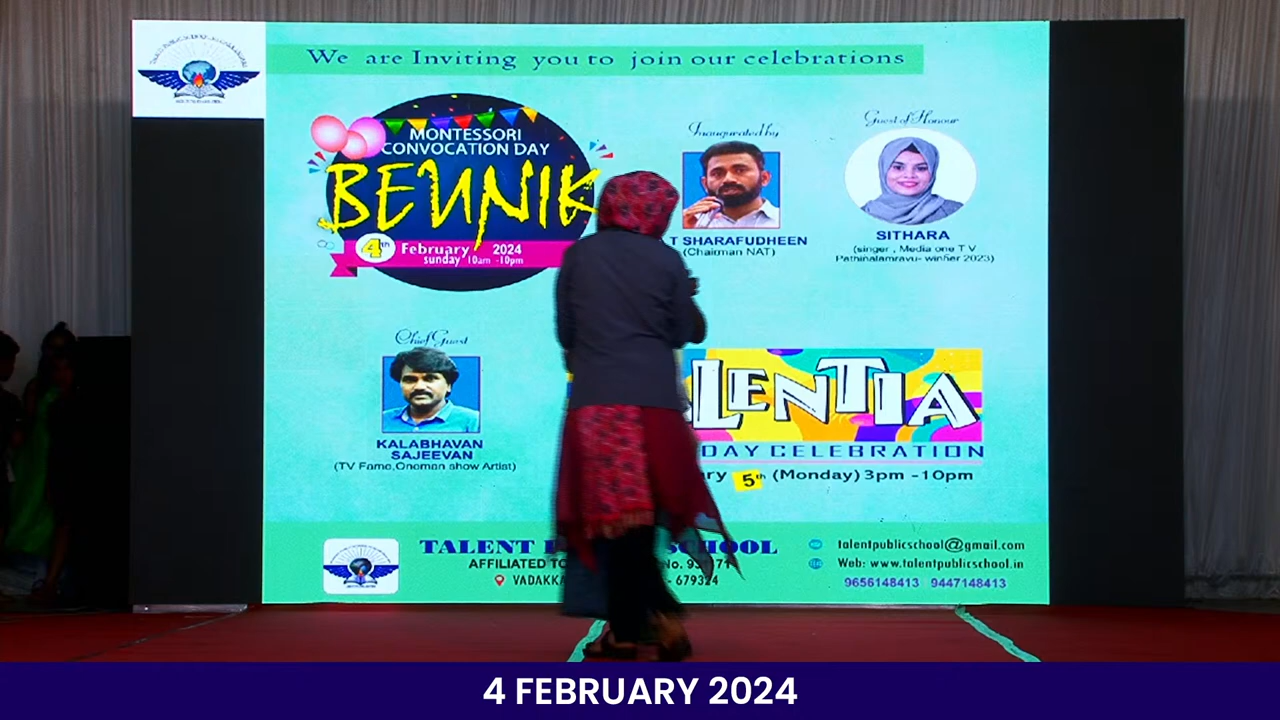 We are Inviting you to join our celebrations
MONTESSORI
CONVOCATION DAY
BEUNIK
4th February 2024
sunday 10am -10pm
Inaugurated by
T SHARAFUDHEEN
(Chairman NAT)
Guest of Honour
SITHARA
(singer , Media one T V
Pathinalamravu- winner 2023)
Chief Guest
KALABHAVAN
SAJEEVAN
(TV Fame,Oneman show Artist)
LENTIA
DAY CELEBRATION
ary 5th (Monday) 3pm -10pm
TALENT SCHOOL
AFFILIATED TO No.
VADAKKA - 679324
talentpublicschool@gmail.com
Web: www.talentpublicschool.in
9656148413 9447148413
4 FEBRUARY 2024